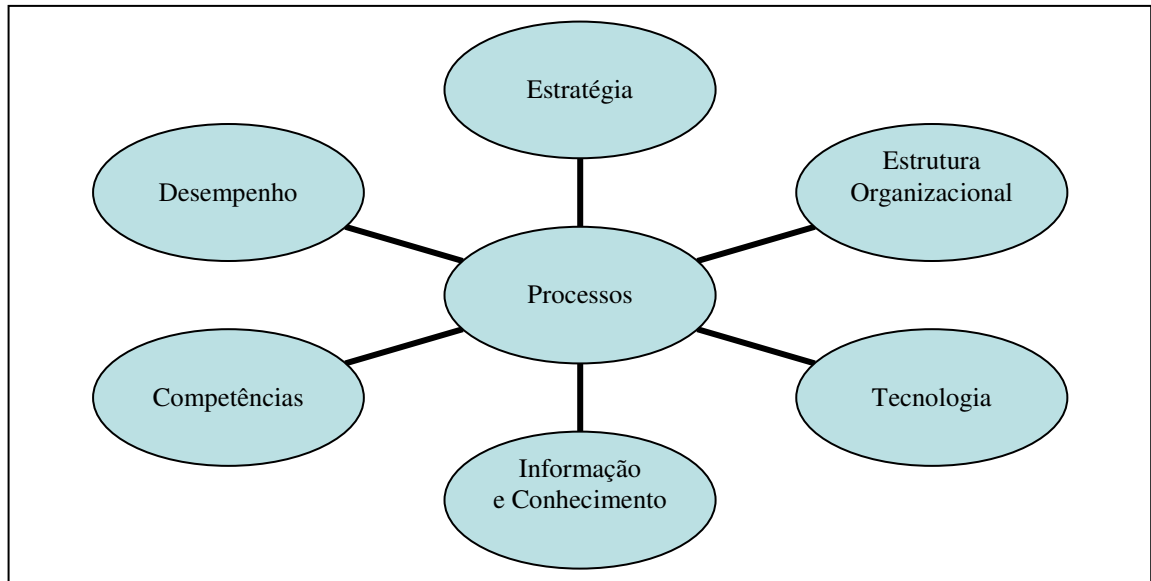 Estratégia
Desempenho
Estrutura
Organizacional
Processos
Competências
Tecnologia
Informação
e Conhecimento